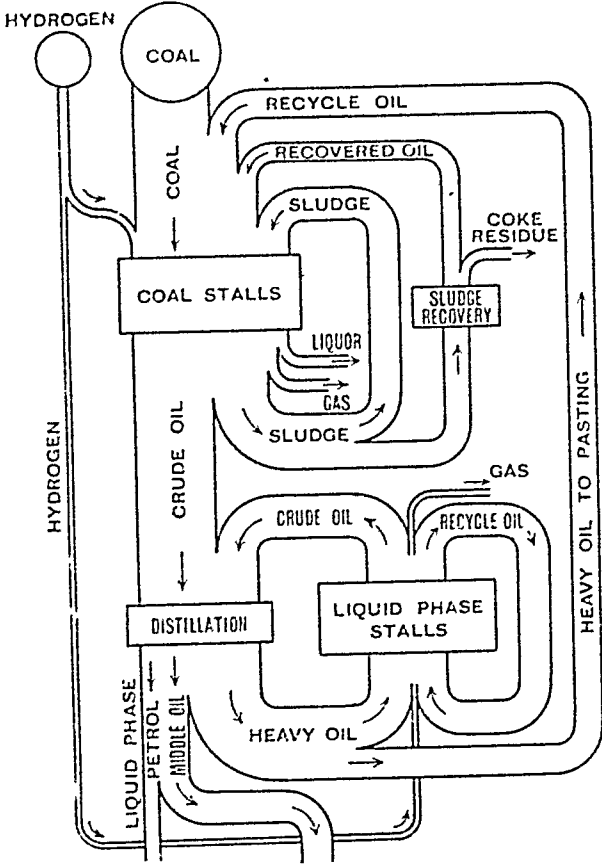 HYDROGEN
COAL
RECYCLE OIL
RECOVERED OIL
COAL
SLUDGE
COKE
RESIDUE
COAL STALLS
SLUDGE
RECOVERY
LIQUOR
GAS
SLUDGE
HYDROGEN
CRUDE OIL
HEAVY OIL TO PASTING
GAS
CRUDE OIL
RECYCLE OIL
DISTILLATION
LIQUID PHASE
STALLS
LIQUID PHASE
PETROL
MIDDLE OIL
HEAVY OIL